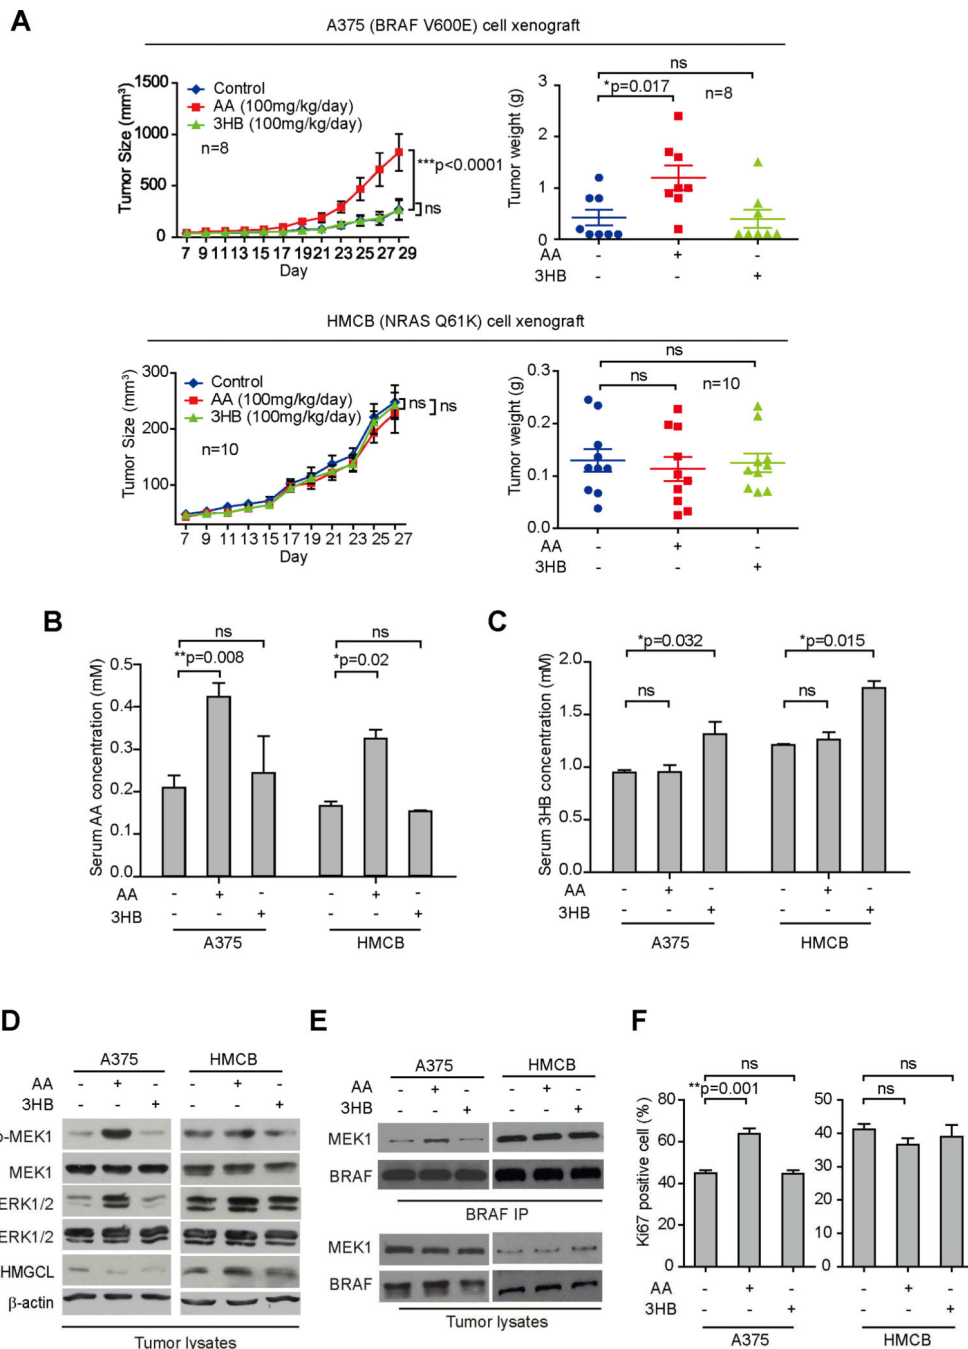 A
A375 (BRAF V600E) cell xenograft
Tumor Size (mm³)
1500
1000
500
0
Control
AA (100mg/kg/day)
3HB (100mg/kg/day)
n=8
***p<0.0001
ns
7 9 11 13 15 17 19 21 23 25 27 29
Day
Tumor weight (g)
3
2
1
0
ns
*p=0.017
n=8
AA - + -
3HB - - +
HMCB (NRAS Q61K) cell xenograft
Tumor Size (mm³)
300
200
100
Control
AA (100mg/kg/day)
3HB (100mg/kg/day)
n=10
ns
ns
7 9 11 13 15 17 19 21 23 25 27
Day
Tumor weight (g)
0.3
0.2
0.1
0.0
ns
ns
n=10
AA - + -
3HB - - +
B
Serum AA concentration (mM)
0.5
0.4
0.3
0.2
0.1
0.0
ns
**p=0.008
ns
*p=0.02
AA - + - - + -
3HB - - + - - +
A375 HMCB
C
Serum 3HB concentration (mM)
2.0
1.5
1.0
0.5
0.0
*p=0.032
ns
*p=0.015
ns
AA - + - - + -
3HB - - + - - +
A375 HMCB
D
A375 HMCB
AA - + - - + -
3HB - - + - - +
-MEK1
MEK1
ERK1/2
ERK1/2
HMGCL
β-actin
Tumor lysates
E
A375 HMCB
AA - + - - + -
3HB - - + - - +
MEK1
BRAF
BRAF IP
MEK1
BRAF
Tumor lysates
F
Ki67 positive cell (%)
80
60
40
20
0
ns
**p=0.001
50
40
30
20
10
0
ns
ns
AA - + - - + -
3HB - - + - - +
A375 HMCB